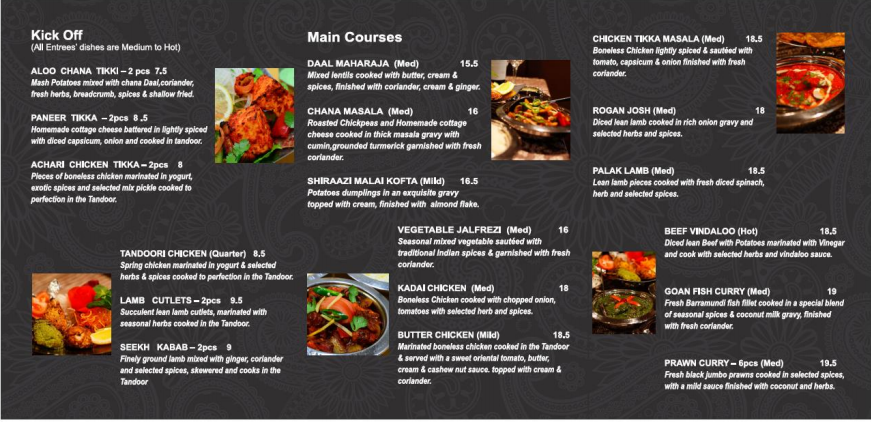 Kick Off
(All Entrees' dishes are Medium to Hot)
ALOO CHANA TIKKI – 2 pcs 7.5
Mash Potatoes mixed with chana Daal,coriander,
fresh herbs, breadcrumb, spices & shallow fried.
PANEER TIKKA – 2pcs 8 .5
Homemade cottage cheese battered in lightly spiced
with diced capsicum, onion and cooked in tandoor.
ACHARI CHICKEN TIKKA – 2pcs 8
Pieces of boneless chicken marinated in yogurt,
exotic spices and selected mix pickle cooked to
perfection in the Tandoor.
TANDOORI CHICKEN (Quarter) 8.5
Spring chicken marinated in yogurt & selected
herbs & spices cooked to perfection in the Tandoor.
LAMB CUTLETS – 2pcs 9.5
Succulent lean lamb cutlets, marinated with
seasonal herbs cooked in the Tandoor.
SEEKH KABAB – 2pcs 9
Finely ground lamb mixed with ginger, coriander
and selected spices, skewered and cooks in the
Tandoor
Main Courses
DAAL MAHARAJA (Med) 15.5
Mixed lentils cooked with butter, cream &
spices, finished with coriander, cream & ginger.
CHANA MASALA (Med) 16
Roasted Chickpeas and Homemade cottage
cheese cooked in thick masala gravy with
cumin,grounded turmerick garnished with fresh
coriander.
SHIRAAZI MALAI KOFTA (Mild) 16.5
Potatoes dumplings in an exquisite gravy
topped with cream, finished with almond flake.
VEGETABLE JALFREZI (Med) 16
Seasonal mixed vegetable sautéed with
traditional Indian spices & garnished with fresh
coriander.
KADAI CHICKEN (Med) 18
Boneless Chicken cooked with chopped onion,
tomatoes with selected herb and spices.
BUTTER CHICKEN (Mild) 18.5
Marinated boneless chicken cooked in the Tandoor
& served with a sweet oriental tomato, butter,
cream & cashew nut sauce. topped with cream &
coriander.
CHICKEN TIKKA MASALA (Med) 18.5
Boneless Chicken lightly spiced & sautéed with
tomato, capsicum & onion finished with fresh
coriander.
ROGAN JOSH (Med) 18
Diced lean lamb cooked in rich onion gravy and
selected herbs and spices.
PALAK LAMB (Med) 18.5
Lean lamb pieces cooked with fresh diced spinach,
herb and selected spices.
BEEF VINDALOO (Hot) 18.5
Diced lean Beef with Potatoes marinated with Vinegar
and cook with selected herbs and vindaloo sauce.
GOAN FISH CURRY (Med) 19
Fresh Barramundi fish fillet cooked in a special blend
of seasonal spices & coconut milk gravy, finished
with fresh coriander.
PRAWN CURRY – 6pcs (Med) 19.5
Fresh black jumbo prawns cooked in selected spices,
with a mild sauce finished with coconut and herbs.